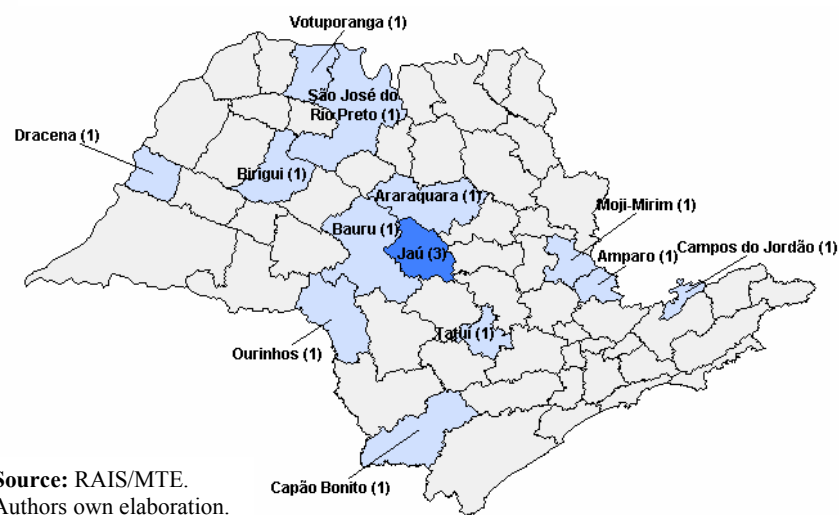 Votuporanga (1)
São José do
Rio Preto (1)
Dracena (1)
Birigui (1)
Araraquara (1)
Moji-Mirim (1)
Bauru (1)
Campos do Jordão (1)
Jaú (3)
Amparo (1)
Tatuí (1)
Ourinhos (1)
Capão Bonito (1)
Source: RAIS/MTE.
Authors own elaboration.